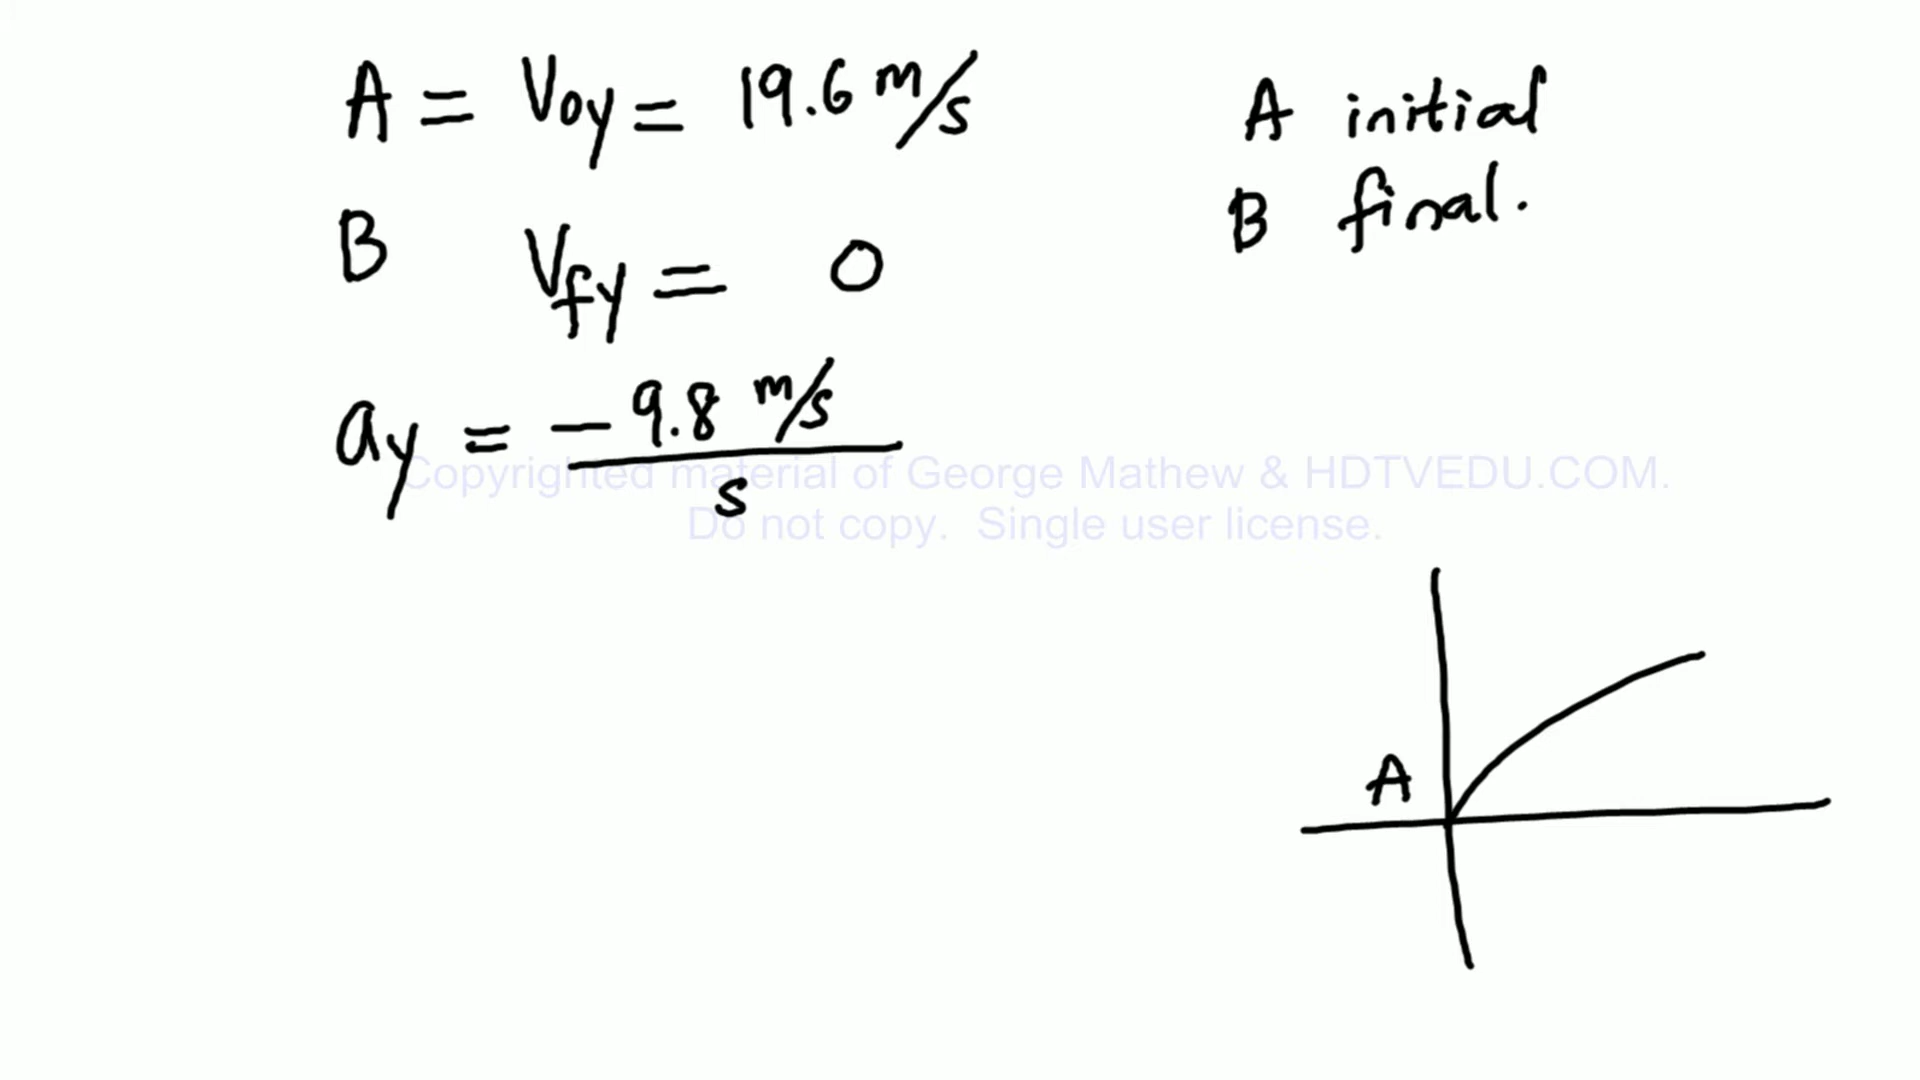 A = Voy = 19.6 m/s
A initial
B Vfy = 0
B final.
ay = -9.8 m/s
s
Copyrighted material of George Mathew & HDTVEDU.COM.
Do not copy. Single user license.
A